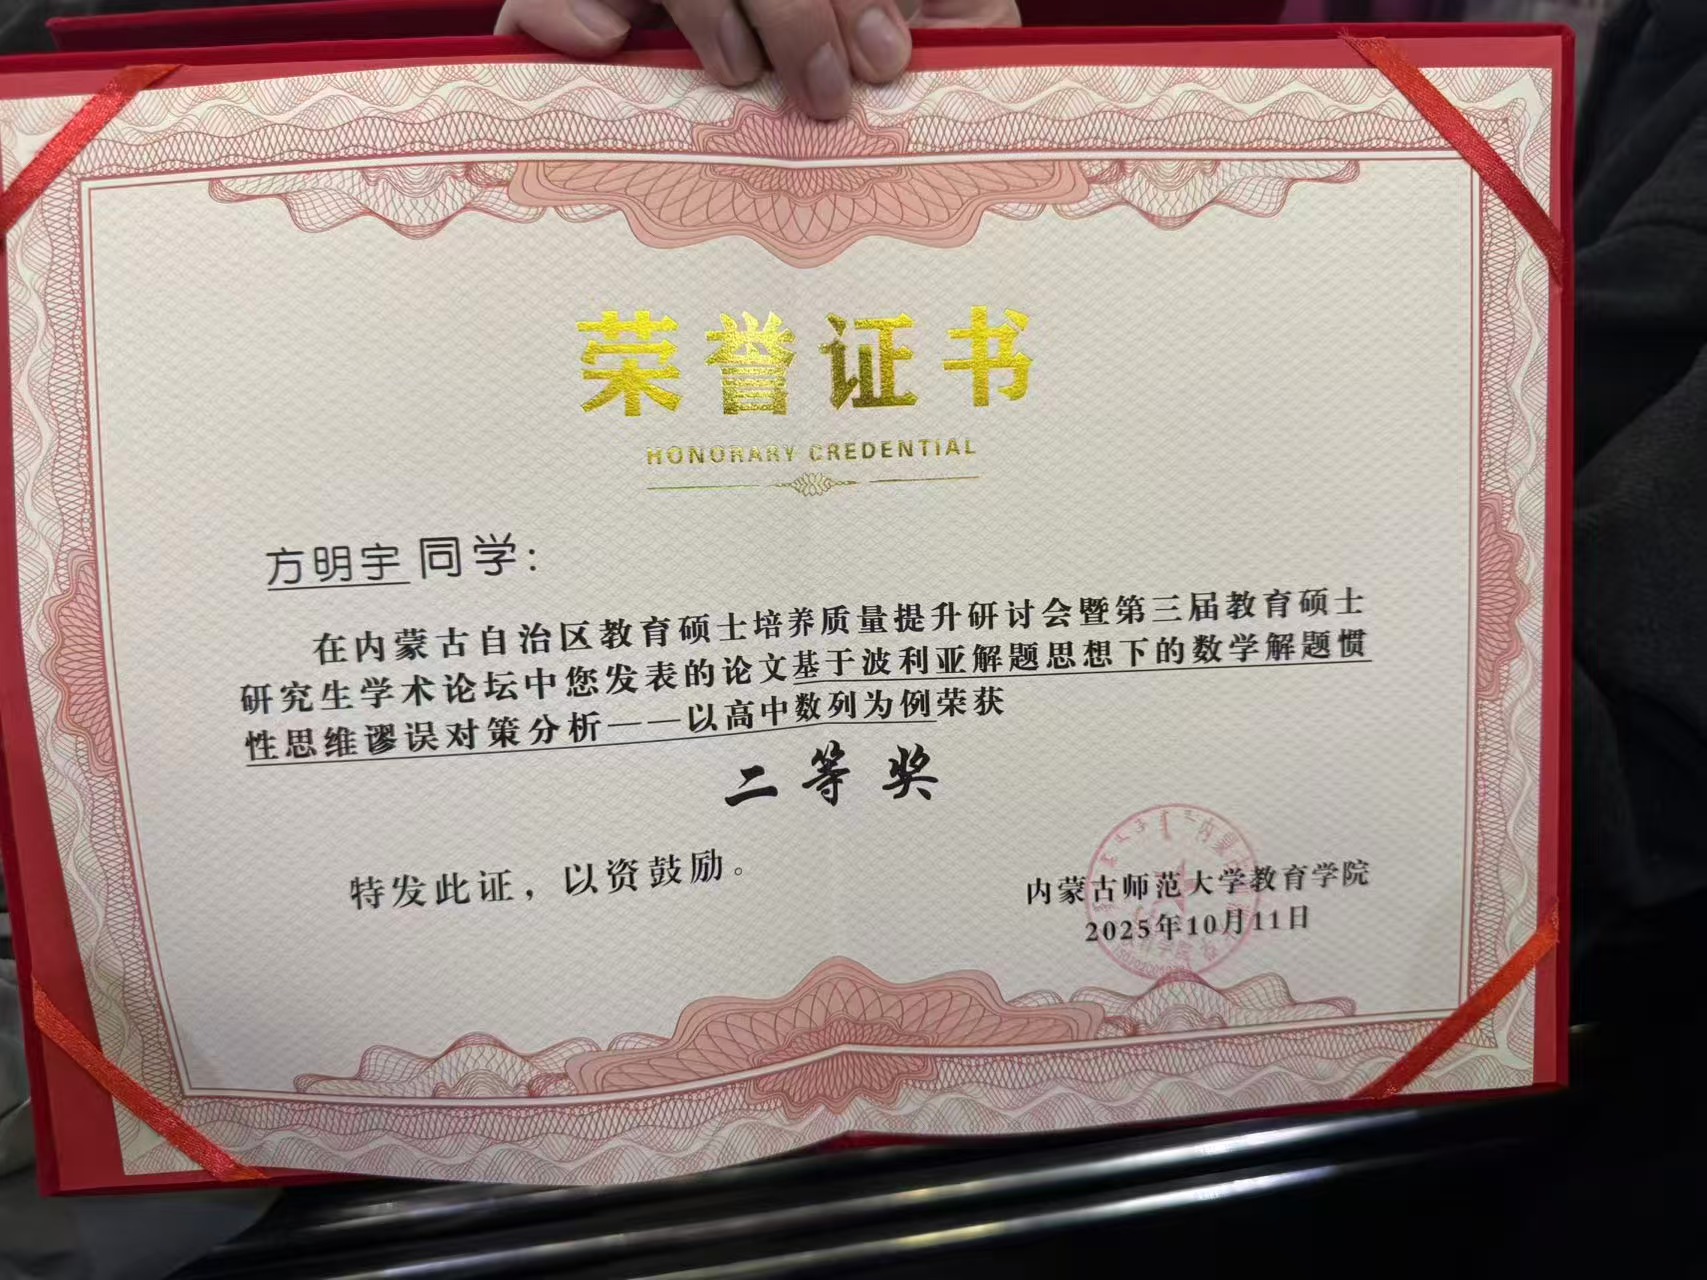 荣誉证书
HONORARY CREDENTIAL
方明宇同学：
在内蒙古自治区教育硕士培养质量提升研讨会暨第三届教育硕士
研究生学术论坛中您发表的论文基于波利亚解题思想下的数学解题惯
性思维谬误对策分析——以高中数列为例荣获
二等奖
特发此证，以资鼓励。
内蒙古师范大学教育学院
2025年10月11日